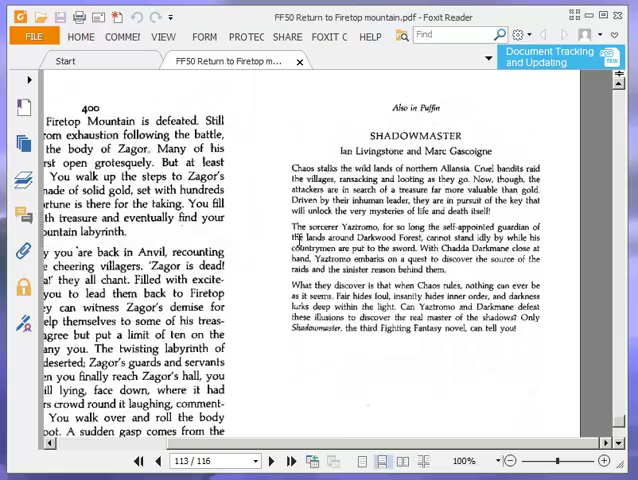 FF50 Return to Firetop mountain.pdf - Foxit Reader
FILE HOME COMMEI VIEW FORM PROTEC SHARE FOXIT C HELP Find
Document Tracking
and Updating
Start FF50 Return to Firetop m...
400
Firetop Mountain is defeated. Still
rom exhaustion following the battle,
the body of Zagor. Many of his
rst open grotesquely. But at least
You walk up the steps to Zagor's
nade of solid gold, set with hundreds
ortune is there for the taking. You fill
th treasure and eventually find your
ountain labyrinth.
y you are back in Anvil, recounting
e cheering villagers. 'Zagor is dead!
a!' they all chant. Filled with excite-
you to lead them back to Firetop
ey can witness Zagor's demise for
elp themselves to some of his treas-
agree but put a limit of ten on the
any you. The twisting labyrinth of
deserted; Zagor's guards and servants
en you finally reach Zagor's hall, you
ill lying, face down, where it had
rs crowd round it laughing, comment-
You walk over and roll the body
oot. A sudden gasp comes from the
Also in Puffin
SHADOWMASTER
Ian Livingstone and Marc Gascoigne
Chaos stalks the wild lands of northern Allansia. Cruel bandits raid
the villages, ransacking and looting as they go. Now, though, the
attackers are in search of a treasure far more valuable than gold.
Driven by their inhuman leader, they are in pursuit of the key that
will unlock the very mysteries of life and death itself!
The sorcerer Yaztromo, for so long the self-appointed guardian of
the lands around Darkwood Forest, cannot stand idly by while his
countrymen are put to the sword. With Chadda Darkmane close at
hand, Yaztromo embarks on a quest to discover the source of the
raids and the sinister reason behind them.
What they discover is that when Chaos rules, nothing can ever be
as it seems. Fair hides foul, insanity hides inner order, and darkness
lurks deep within the light. Can Yaztromo and Darkmane defeat
these illusions to discover the real master of the shadows? Only
Shadowmaster, the third Fighting Fantasy novel, can tell you!
113 / 116 100%